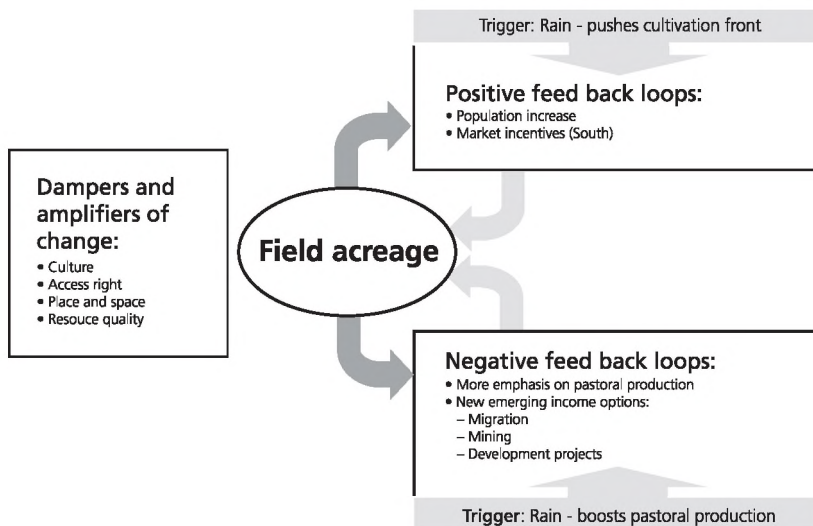 Trigger: Rain - pushes cultivation front
Positive feed back loops:
• Population increase
• Market incentives (South)
Dampers and
amplifiers of
change:
• Culture
• Access right
• Place and space
• Resouce quality
Field acreage
Negative feed back loops:
• More emphasis on pastoral production
• New emerging income options:
– Migration
– Mining
– Development projects
Trigger: Rain - boosts pastoral production